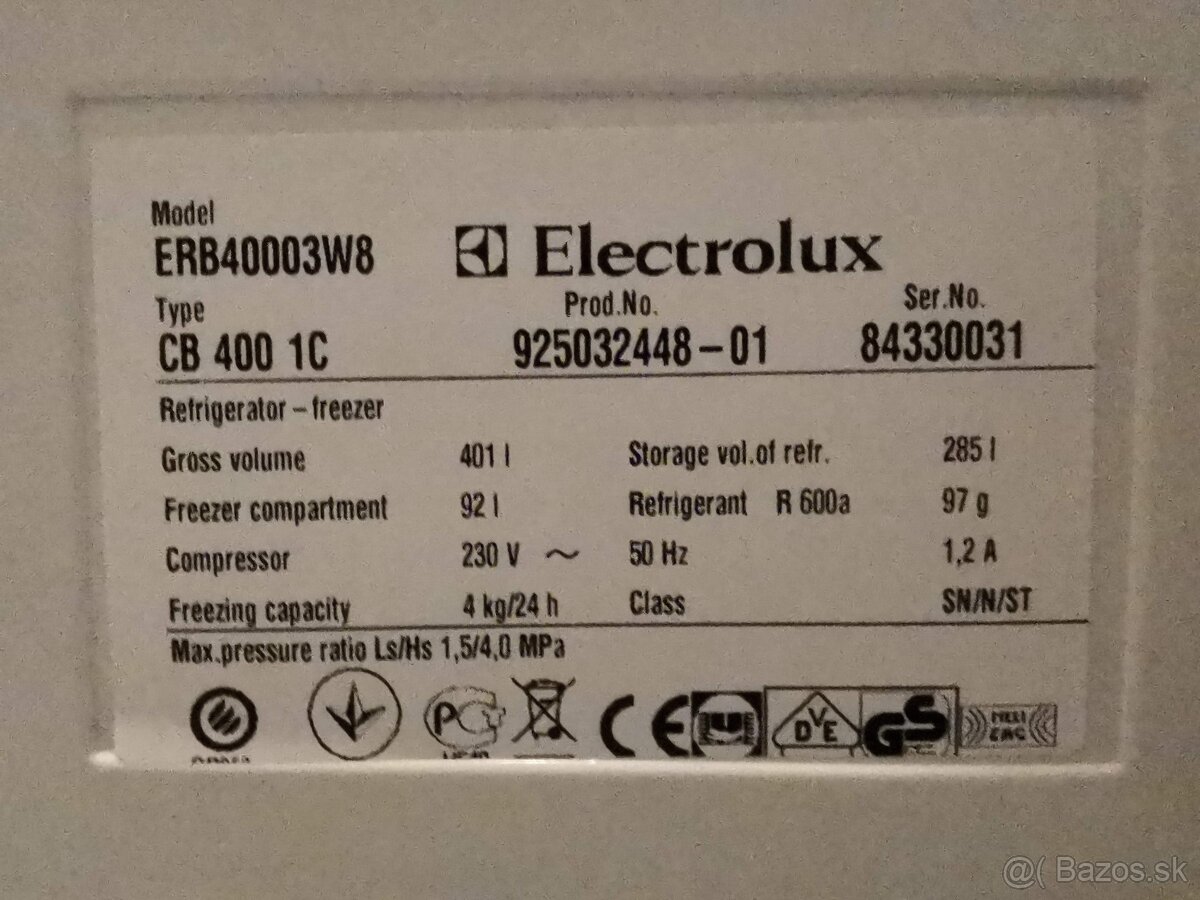 Model
ERB40003W8
Electrolux
Type
Prod.No.
Ser.No.
CB 400 1C
925032448-01
84330031
Refrigerator-freezer
Gross volume 401 l Storage vol.of refr. 285 l
Freezer compartment 92 l Refrigerant R 600a 97 g
Compressor 230 V ~ 50 Hz 1,2 A
Freezing capacity 4 kg/24 h Class SN/N/ST
Max.pressure ratio Ls/Hs 1,5/4,0 MPa
PC CE DVE GS
@( Bazos.sk